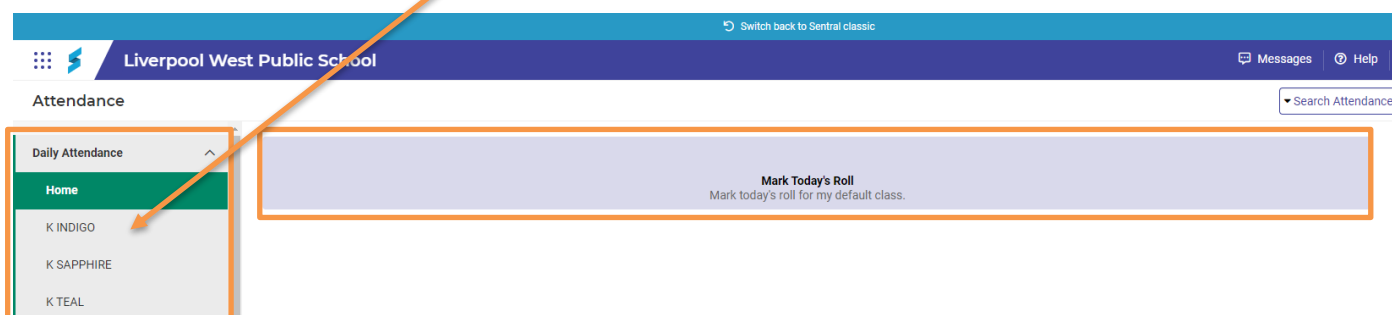 Switch back to Sentral classic
Liverpool West Public School
Messages
Help
Attendance
Search Attendance
Daily Attendance
Home
K INDIGO
K SAPPHIRE
K TEAL
Mark Today's Roll
Mark today's roll for my default class.